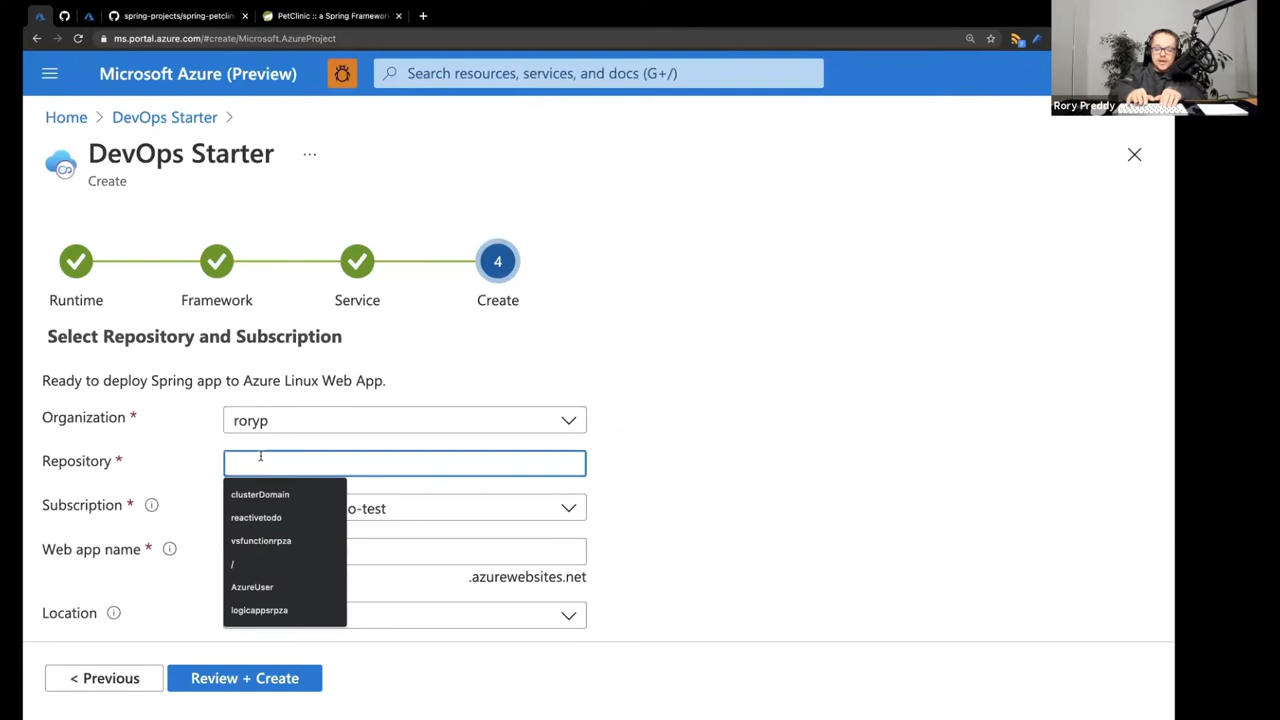 spring-projects/spring-petclin
PetClinic :: a Spring Framework
ms.portal.azure.com/#create/Microsoft.AzureProject
Microsoft Azure (Preview)
Search resources, services, and docs (G+/)
Rory Preddy
Home > DevOps Starter >
DevOps Starter ...
Create
4
Runtime Framework Service Create
Select Repository and Subscription
Ready to deploy Spring app to Azure Linux Web App.
Organization * roryp
Repository *
clusterDomain
Subscription * o-test
reactivetodo
vsfunctionrpza
Web app name *
/
.azurewebsites.net
AzureUser
Location
logicappsrpza
< Previous Review + Create